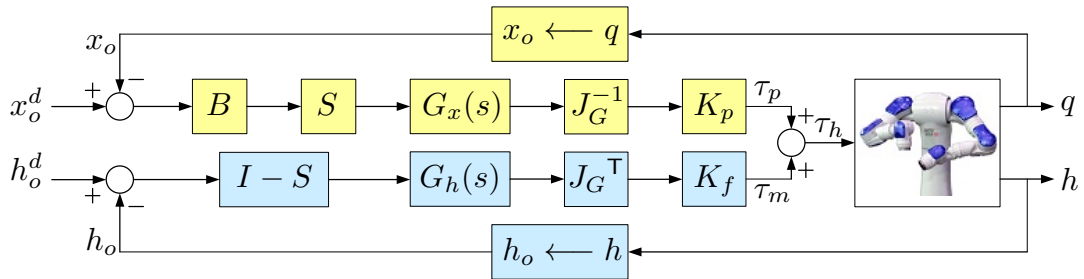 x_o ⟵ q
x_o
−
+
x_o^d
B
S
G_x(s)
J_G^{-1}
K_p
τ_p
+
τ_h
q
h_o^d
+
−
I − S
G_h(s)
J_G^T
K_f
τ_m
+
h
h_o
h_o ⟵ h